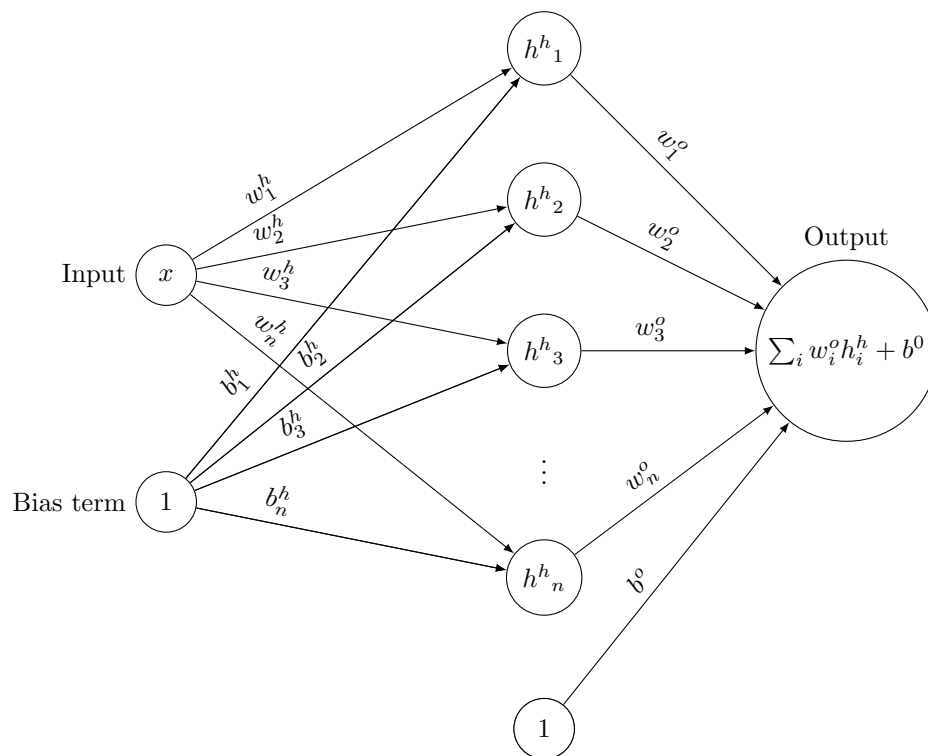 h^h_1
w_1^o
w_1^h
h^h_2
w_2^h
w_2^o
Output
Input
x
w_3^h
w_n^h
b_2^h
h^h_3
w_3^o
∑_i w_i^o h_i^h + b^0
b_1^h
b_3^h
⋮
w_n^o
Bias term
1
b_n^h
h^h_n
b^o
1